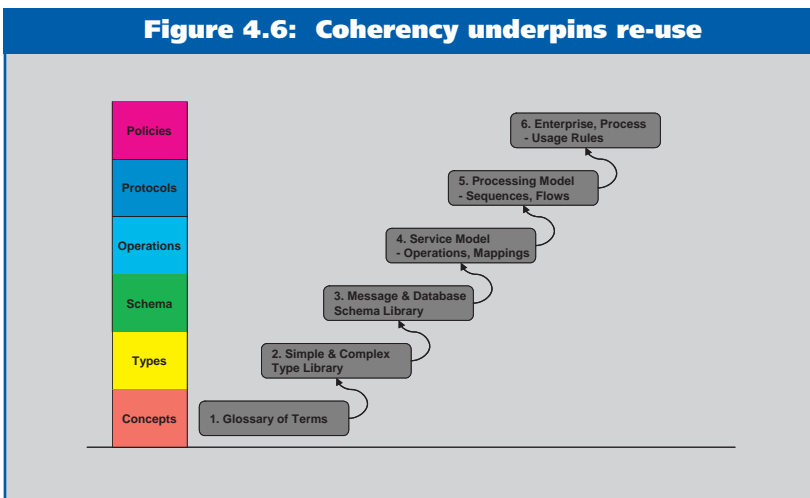 Figure 4.6: Coherency underpins re-use
Policies
6. Enterprise, Process
- Usage Rules
Protocols
5. Processing Model
- Sequences, Flows
Operations
4. Service Model
- Operations, Mappings
Schema
3. Message & Database
Schema Library
Types
2. Simple & Complex
Type Library
Concepts
1. Glossary of Terms